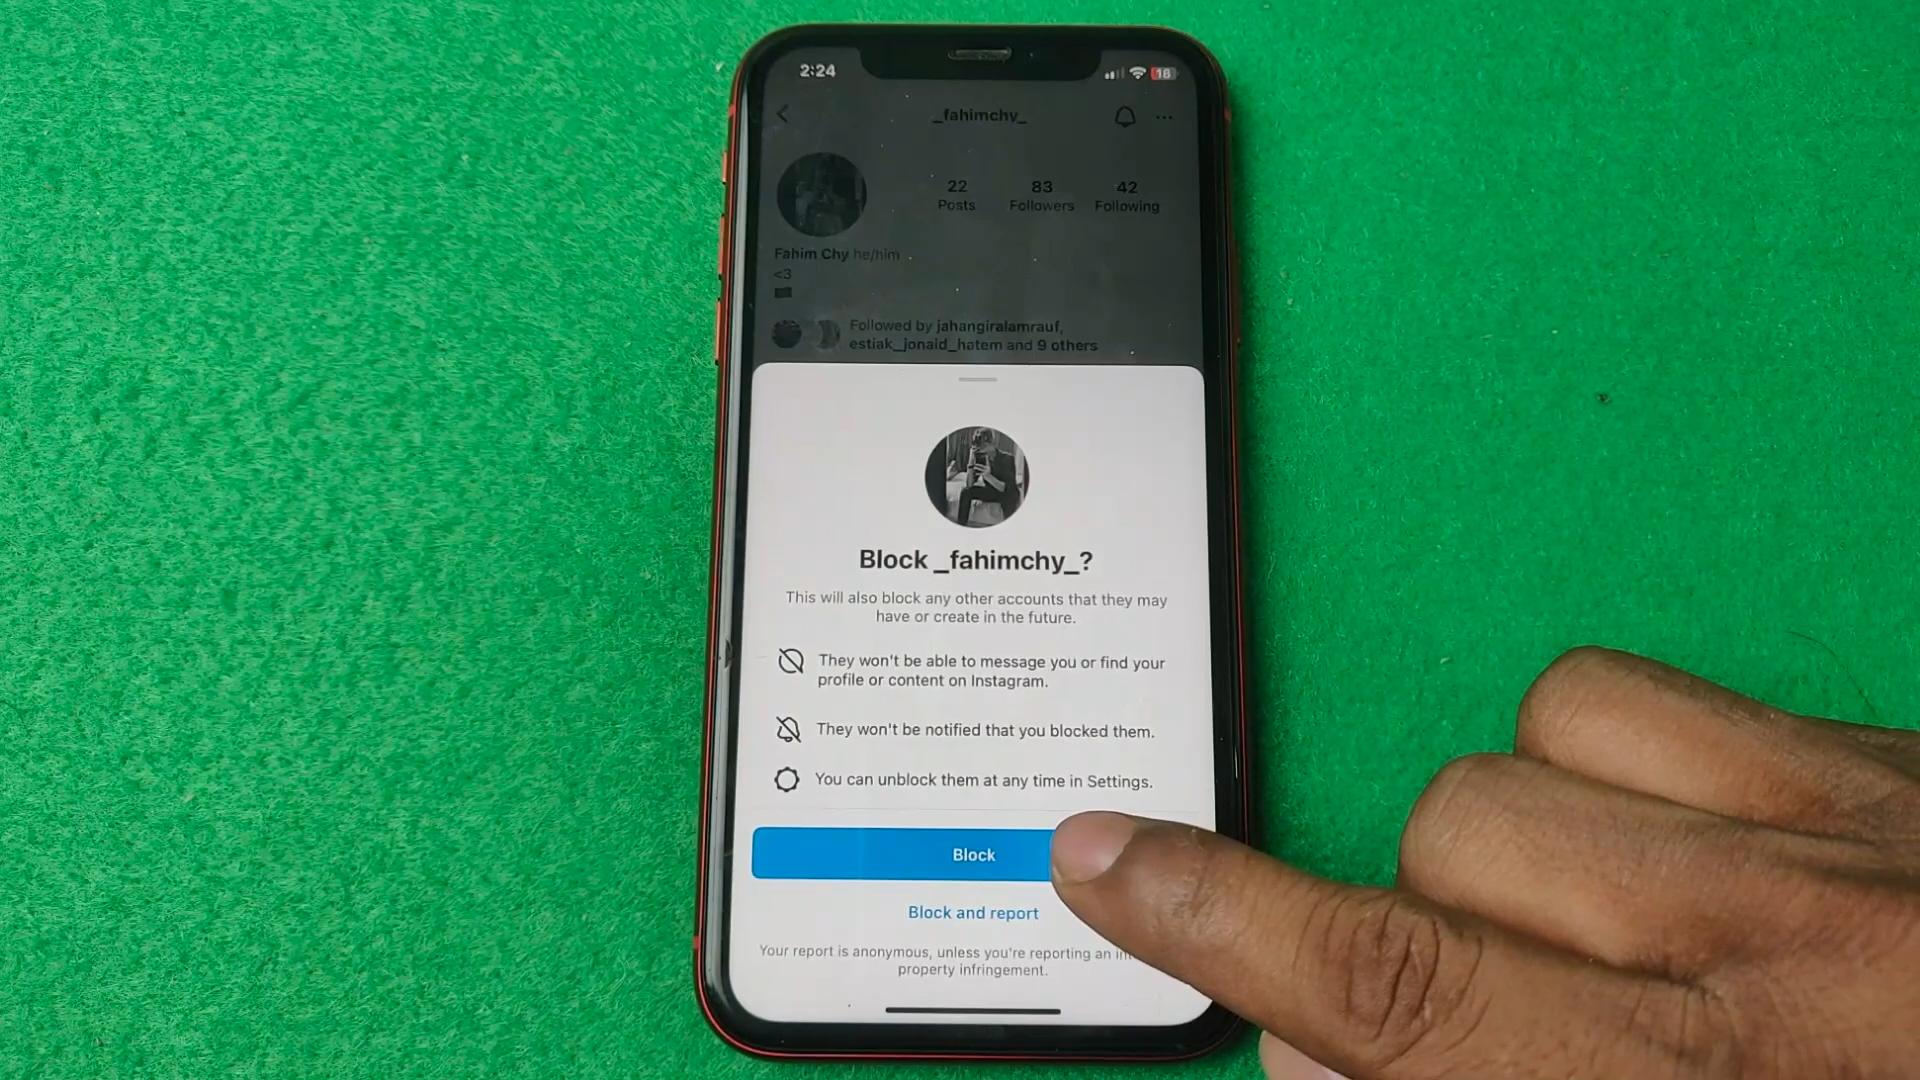 2:24
18
_fahimchy_
22
83
42
Posts
Followers
Following
Fahim Chy he/him
<3
Followed by jahangiralamrauf,
estiak_jonaid_hatem and 9 others
Block _fahimchy_?
This will also block any other accounts that they may
have or create in the future.
They won't be able to message you or find your
profile or content on Instagram.
They won't be notified that you blocked them.
You can unblock them at any time in Settings.
Block
Block and report
Your report is anonymous, unless you're reporting an
property infringement.